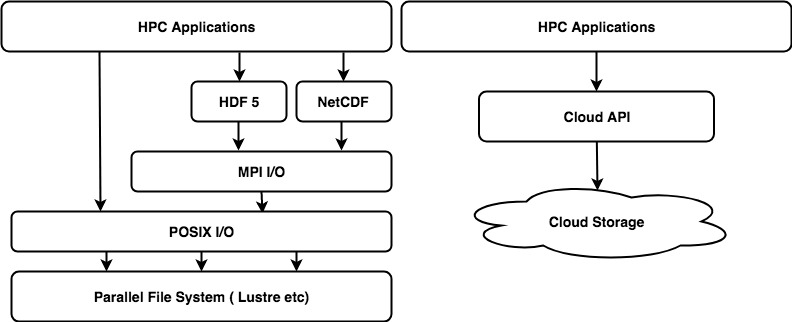 HPC Applications
HDF 5
NetCDF
MPI I/O
POSIX I/O
Parallel File System ( Lustre etc)
HPC Applications
Cloud API
Cloud Storage